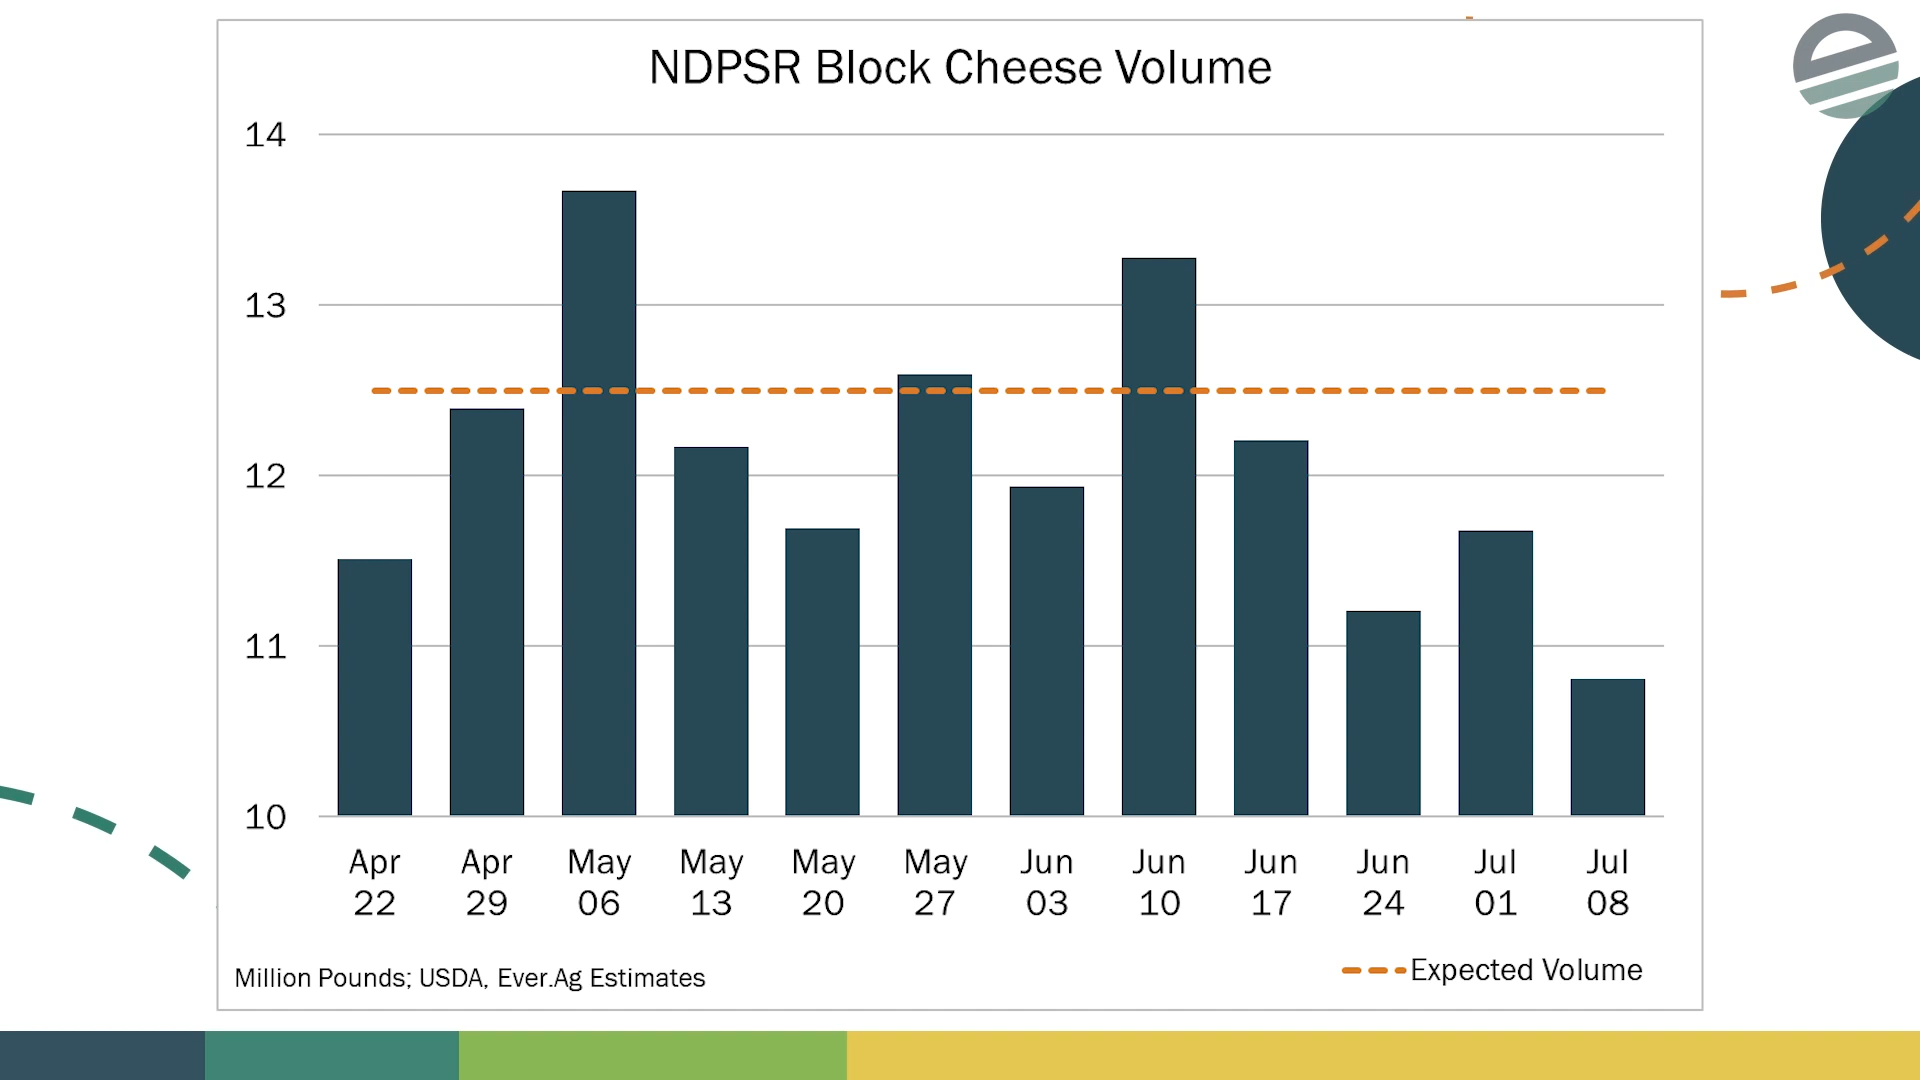 NDPSR Block Cheese Volume
14
13
12
11
10
Apr 22
Apr 29
May 06
May 13
May 20
May 27
Jun 03
Jun 10
Jun 17
Jun 24
Jul 01
Jul 08
Million Pounds; USDA, Ever.Ag Estimates
Expected Volume